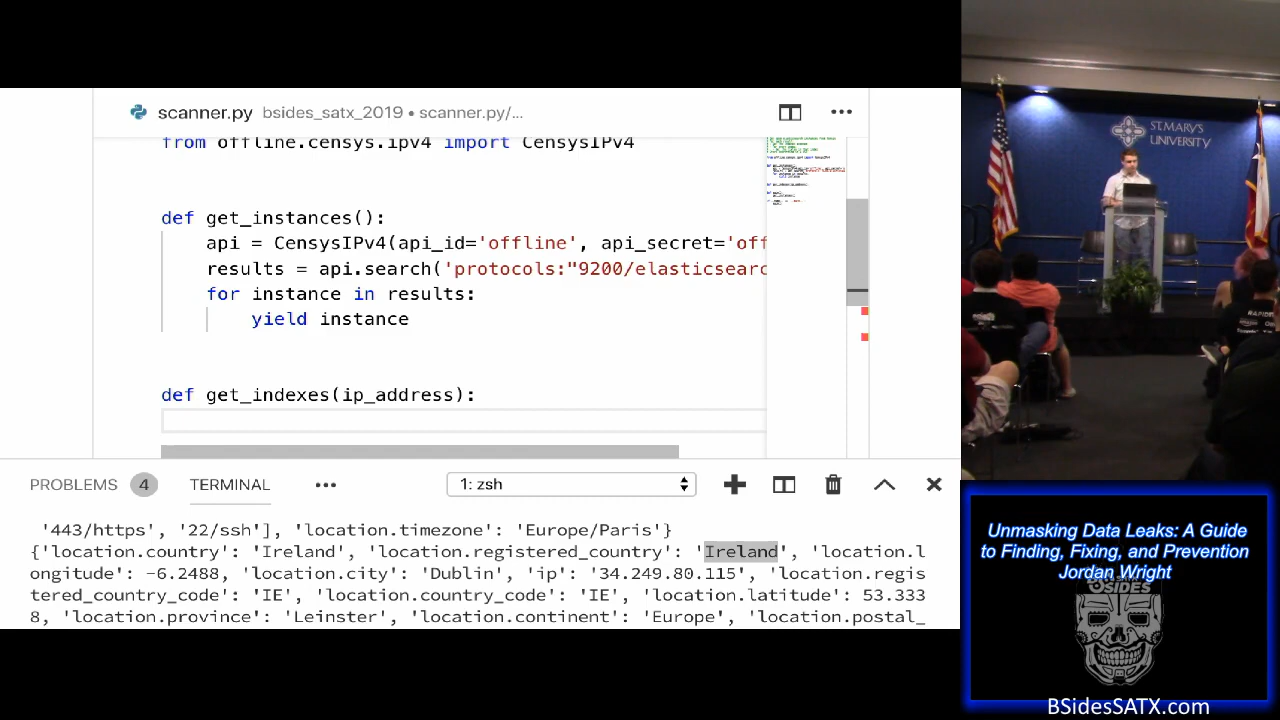 scanner.py bsides_satx_2019 • scanner.py/...
from offline.censys.ipv4 import CensysIPv4
def get_instances():
api = CensysIPv4(api_id='offline', api_secret='off
results = api.search('protocols:"9200/elasticsearc
for instance in results:
yield instance
def get_indexes(ip_address):
PROBLEMS 4 TERMINAL ••• 1: zsh
'443/https', '22/ssh'], 'location.timezone': 'Europe/Paris'}
{'location.country': 'Ireland', 'location.registered_country': 'Ireland', 'location.l
ongitude': -6.2488, 'location.city': 'Dublin', 'ip': '34.249.80.115', 'location.regis
tered_country_code': 'IE', 'location.country_code': 'IE', 'location.latitude': 53.333
8, 'location.province': 'Leinster', 'location.continent': 'Europe', 'location.postal_
ST. MARY'S
UNIVERSITY
Unmasking Data Leaks: A Guide
to Finding, Fixing, and Prevention
Jordan Wright
BSIDES
BSidesSATX.com